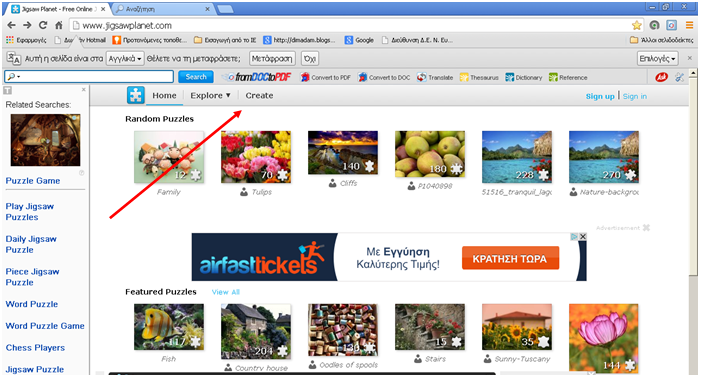 Jigsaw Planet - Free Online J
Αναζήτηση
www.jigsawplanet.com
Εφαρμογές Δω Hotmail Προτεινόμενες τοποθε... Εισαγωγή από το IE http://dimadam.blogs... Google Διεύθυνση Δ.Ε. Ν. Ευ... Άλλοι σελιδοδείκτες
Αυτή η σελίδα είναι στα Αγγλικά Θέλετε να τη μεταφράσετε; Μετάφραση Όχι Επιλογές
Search fromDOCtoPDF Convert to PDF Convert to DOC Translate Thesaurus Dictionary Reference Ask
Related Searches:
Puzzle Game
Play Jigsaw
Puzzles
Daily Jigsaw
Puzzle
Piece Jigsaw
Puzzle
Word Puzzle
Word Puzzle Game
Chess Players
Jigsaw Puzzle
Home Explore Create Sign up | Sign in
Random Puzzles
12 70 140 180 228 270
Family Tulips Cliffs P1040898 51516_tranquil_lago Nature-backgroun
Advertisement
airfasttickets Με Εγγύηση
Καλύτερης Τιμής! ΚΡΑΤΗΣΗ ΤΩΡΑ
Featured Puzzles View All
117 204 130 15 35 144
Fish Country house Oodles of spools Stairs Sunny-Tuscany